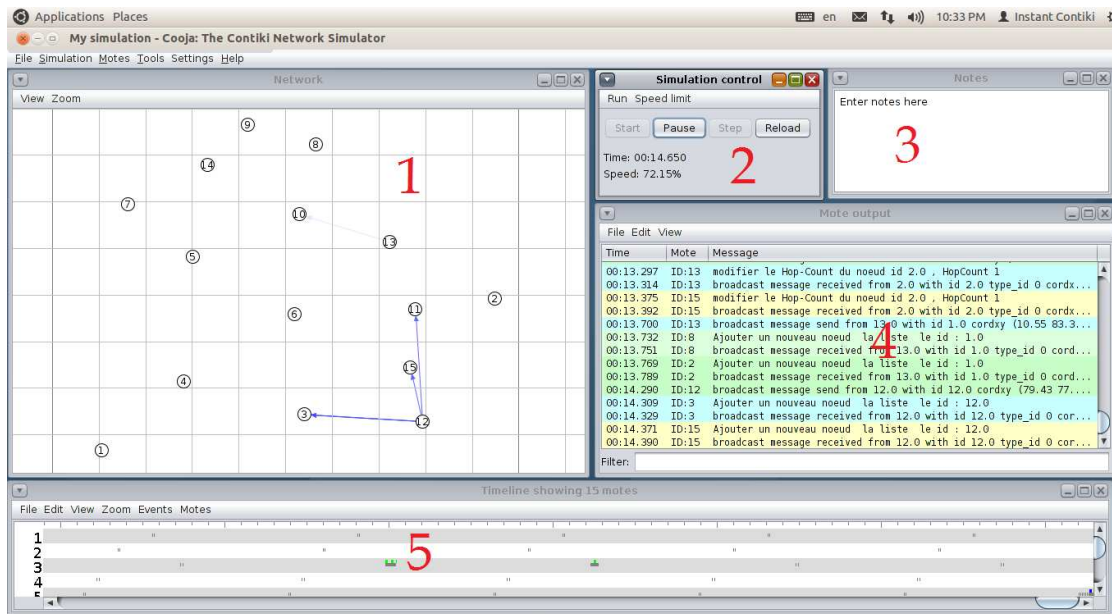 Applications Places en 10:33 PM Instant Contiki
My simulation - Cooja: The Contiki Network Simulator
File Simulation Motes Tools Settings Help
Network
View Zoom
9
8
14
1
7
10
13
5
2
6
11
15
4
3
12
1
Simulation control
Run Speed limit
Start Pause Step Reload
Time: 00:14.650
Speed: 72.15%
2
Notes
Enter notes here
3
Mote output
File Edit View
Time Mote Message
00:13.297 ID:13 modifier le Hop-Count du noeud id 2.0 , HopCount 1
00:13.314 ID:13 broadcast message received from 2.0 with id 2.0 type_id 0 cordx...
00:13.375 ID:15 modifier le Hop-Count du noeud id 2.0 , HopCount 1
00:13.392 ID:15 broadcast message received from 2.0 with id 2.0 type_id 0 cordx...
00:13.700 ID:13 broadcast message send from 13.0 with id 1.0 cordxy (10.55 83.3...
00:13.732 ID:8 Ajouter un nouveau noeud la liste le id : 1.0
00:13.751 ID:8 broadcast message received from 13.0 with id 1.0 type_id 0 cord...
00:13.769 ID:2 Ajouter un nouveau noeud la liste le id : 1.0
00:13.789 ID:2 broadcast message received from 13.0 with id 1.0 type_id 0 cord...
00:14.290 ID:12 broadcast message send from 12.0 with id 12.0 cordxy (79.43 77....
00:14.309 ID:3 Ajouter un nouveau noeud la liste le id : 12.0
00:14.329 ID:3 broadcast message received from 12.0 with id 12.0 type_id 0 cor...
00:14.371 ID:15 Ajouter un nouveau noeud la liste le id : 12.0
00:14.390 ID:15 broadcast message received from 12.0 with id 12.0 type_id 0 cor...
4
Filter:
Timeline showing 15 motes
File Edit View Zoom Events Motes
1
2
3
4
5
5